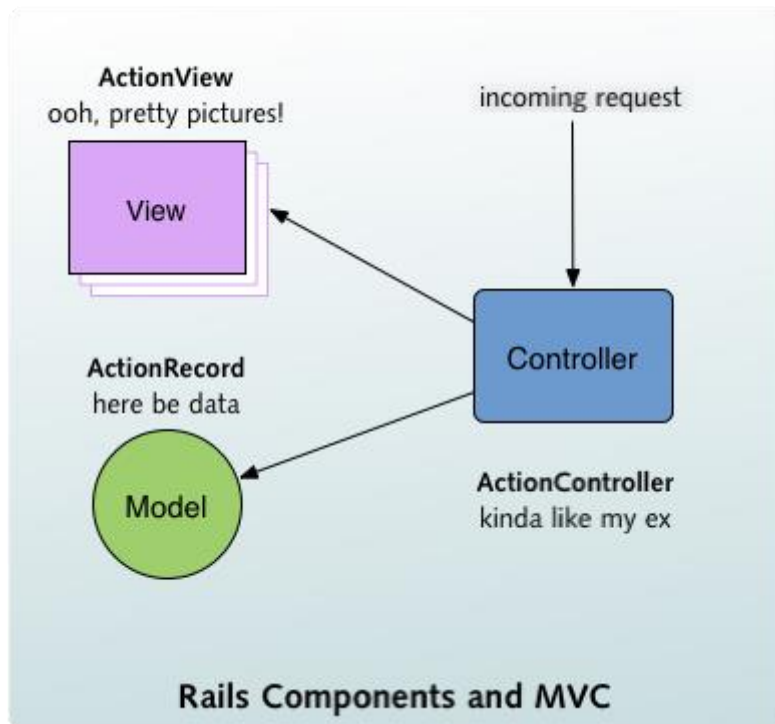 ActionView
ooh, pretty pictures!
View
incoming request
Controller
ActionRecord
here be data
Model
ActionController
kinda like my ex
Rails Components and MVC